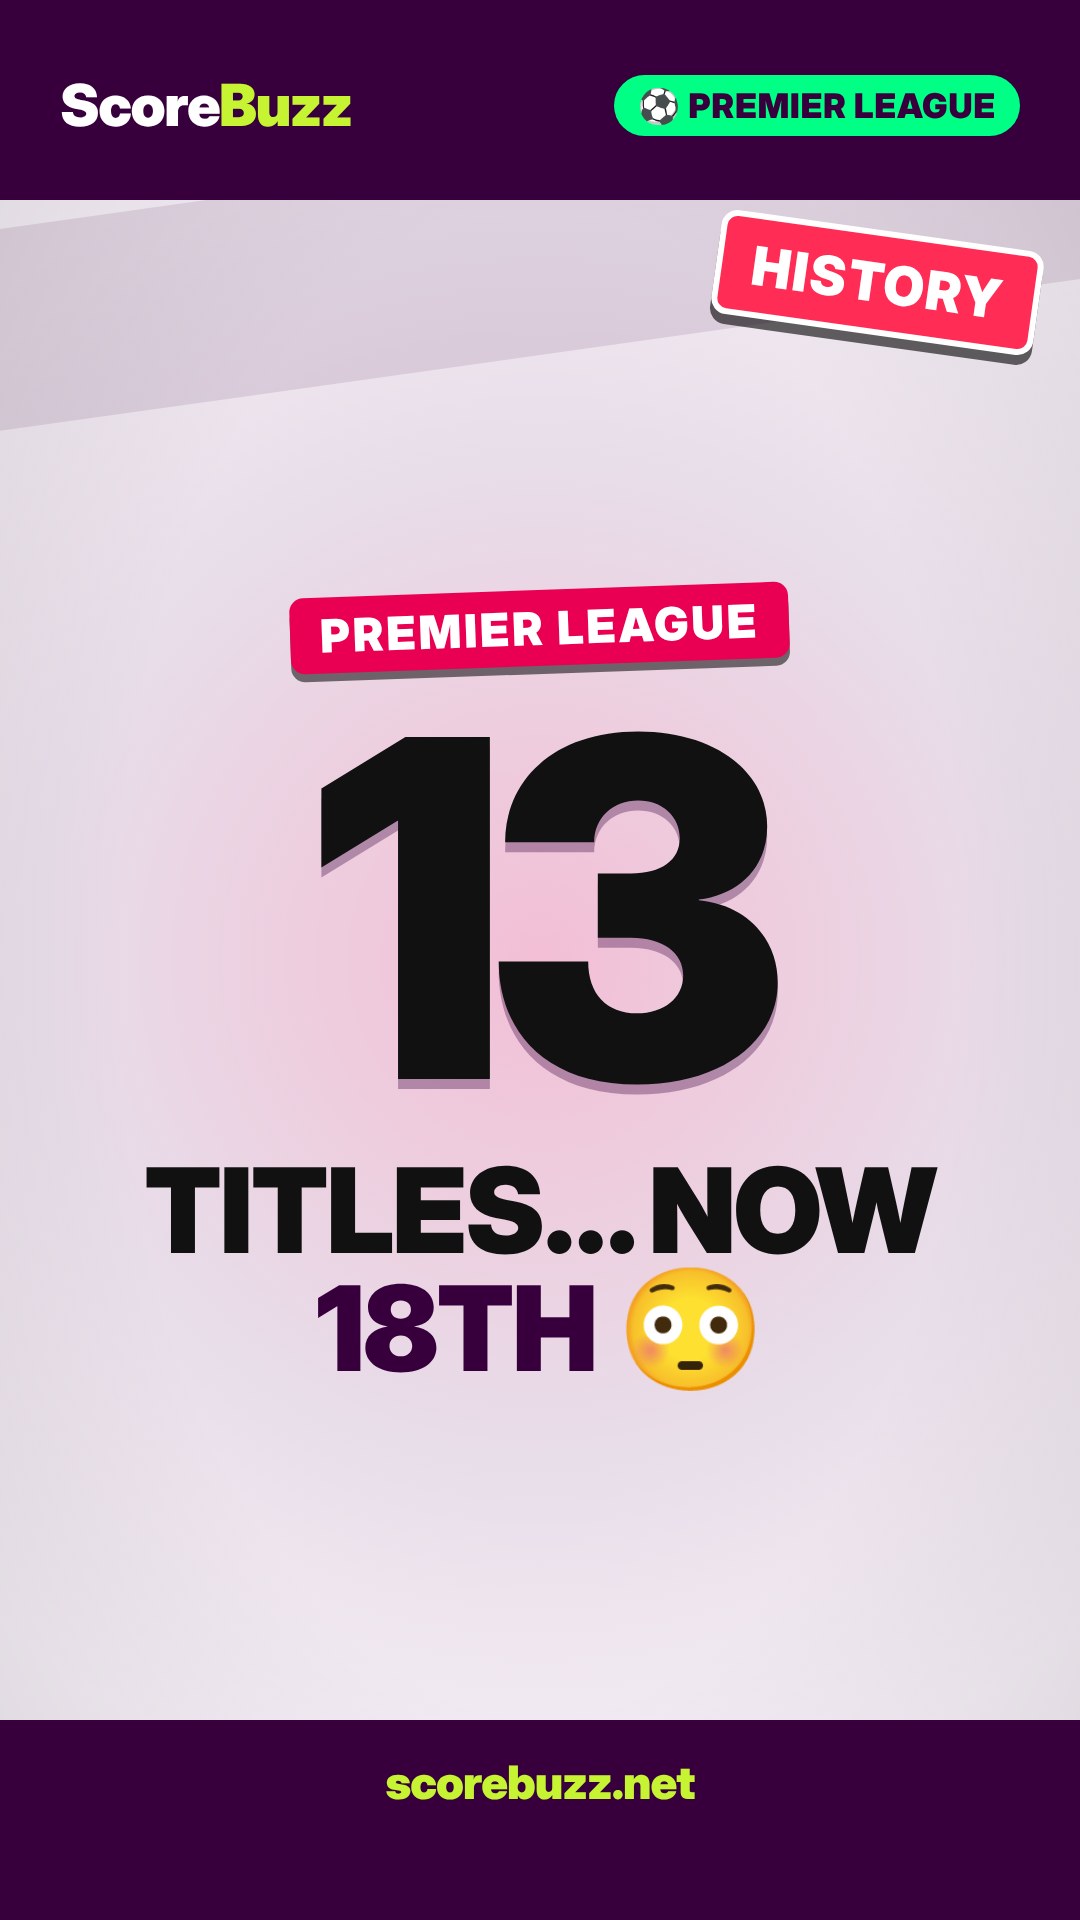 ScoreBuzz
⚽ PREMIER LEAGUE
HISTORY
PREMIER LEAGUE
13
TITLES... NOW
18TH 😳
scorebuzz.net